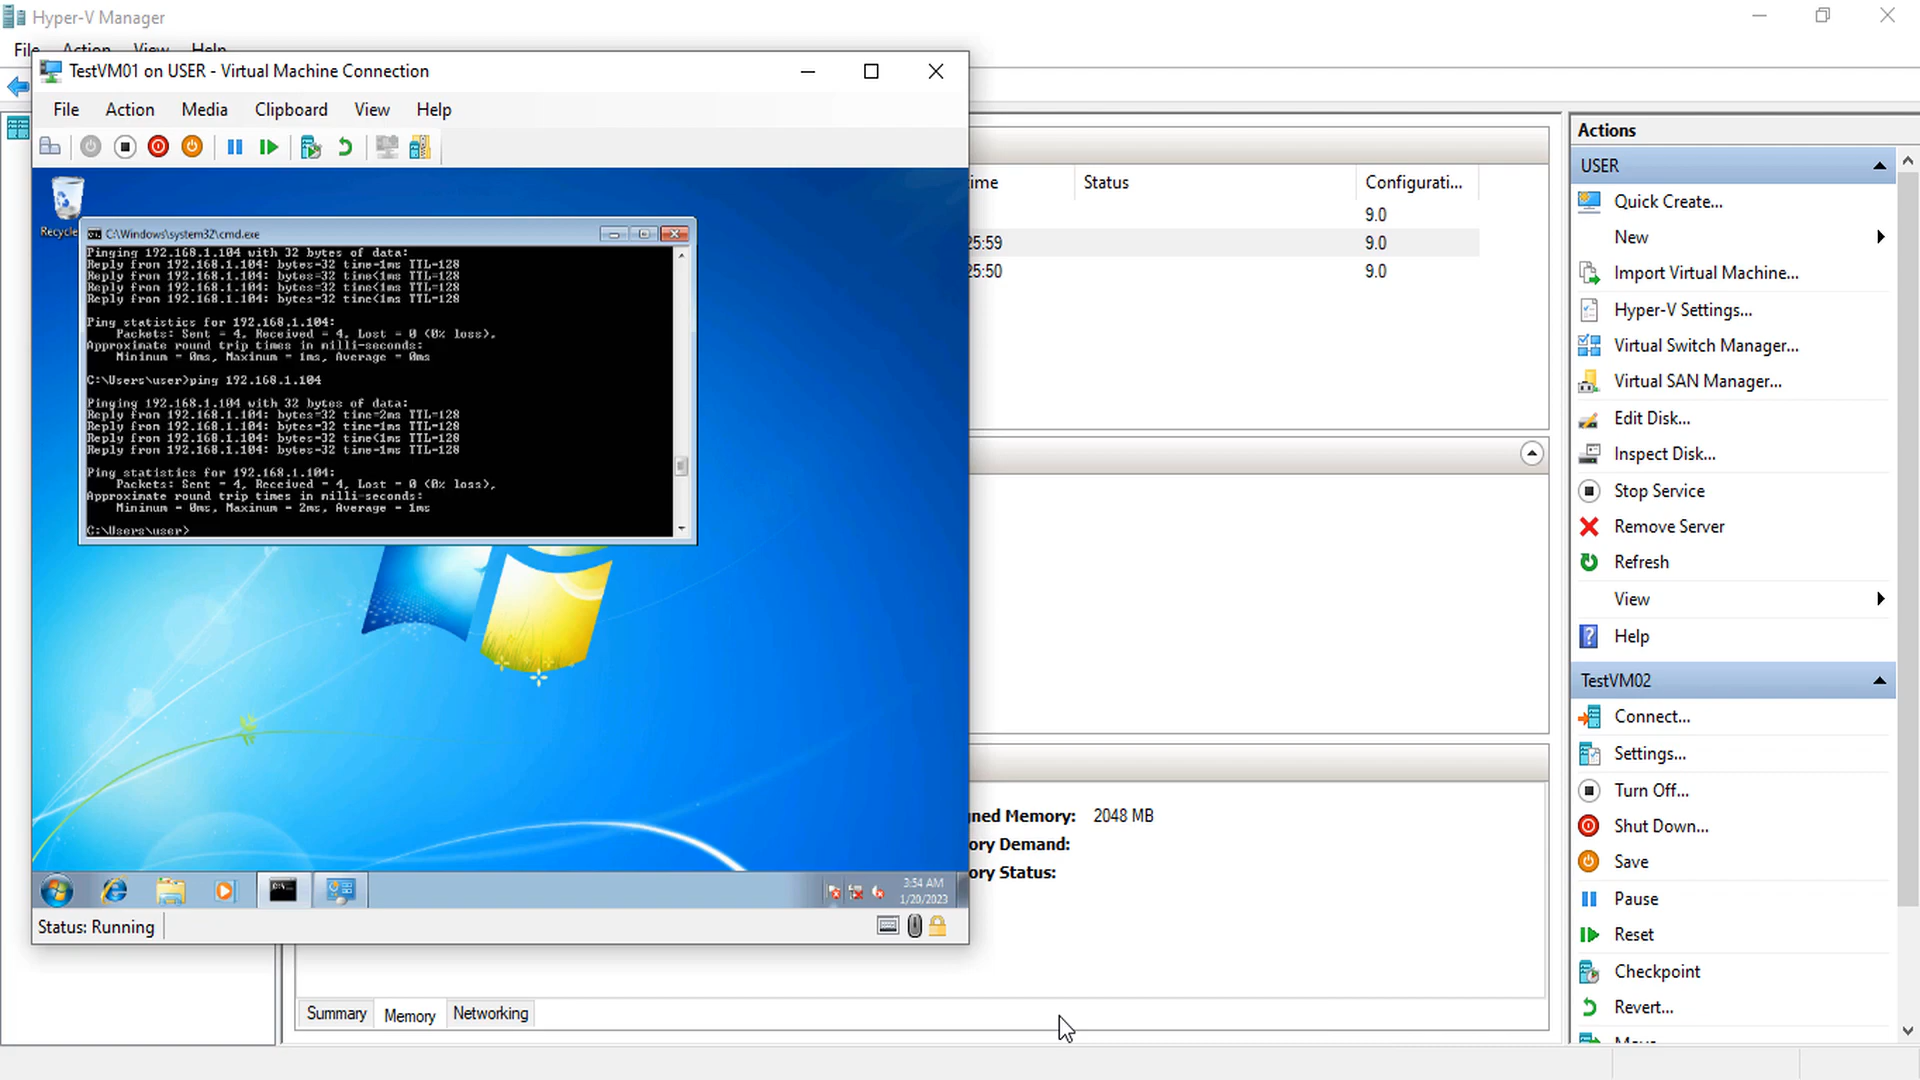 Hyper-V Manager
File Action View Help
TestVM01 on USER - Virtual Machine Connection
File Action Media Clipboard View Help
Recycle
C:\Windows\system32\cmd.exe
Pinging 192.168.1.104 with 32 bytes of data:
Reply from 192.168.1.104: bytes=32 time=1ms TTL=128
Reply from 192.168.1.104: bytes=32 time<1ms TTL=128
Reply from 192.168.1.104: bytes=32 time<1ms TTL=128
Reply from 192.168.1.104: bytes=32 time<1ms TTL=128
Ping statistics for 192.168.1.104:
Packets: Sent = 4, Received = 4, Lost = 0 (0% loss),
Approximate round trip times in milli-seconds:
Minimum = 0ms, Maximum = 1ms, Average = 0ms
C:\Users\user>ping 192.168.1.104
Pinging 192.168.1.104 with 32 bytes of data:
Reply from 192.168.1.104: bytes=32 time=2ms TTL=128
Reply from 192.168.1.104: bytes=32 time=1ms TTL=128
Reply from 192.168.1.104: bytes=32 time<1ms TTL=128
Reply from 192.168.1.104: bytes=32 time=1ms TTL=128
Ping statistics for 192.168.1.104:
Packets: Sent = 4, Received = 4, Lost = 0 (0% loss),
Approximate round trip times in milli-seconds:
Minimum = 0ms, Maximum = 2ms, Average = 1ms
C:\Users\user>
3:54 AM
1/20/2023
Status: Running
ime Status Configurati...
9.0
25:59 9.0
25:50 9.0
ned Memory: 2048 MB
ory Demand:
ory Status:
Summary Memory Networking
Actions
USER
Quick Create...
New
Import Virtual Machine...
Hyper-V Settings...
Virtual Switch Manager...
Virtual SAN Manager...
Edit Disk...
Inspect Disk...
Stop Service
Remove Server
Refresh
View
Help
TestVM02
Connect...
Settings...
Turn Off...
Shut Down...
Save
Pause
Reset
Checkpoint
Revert...